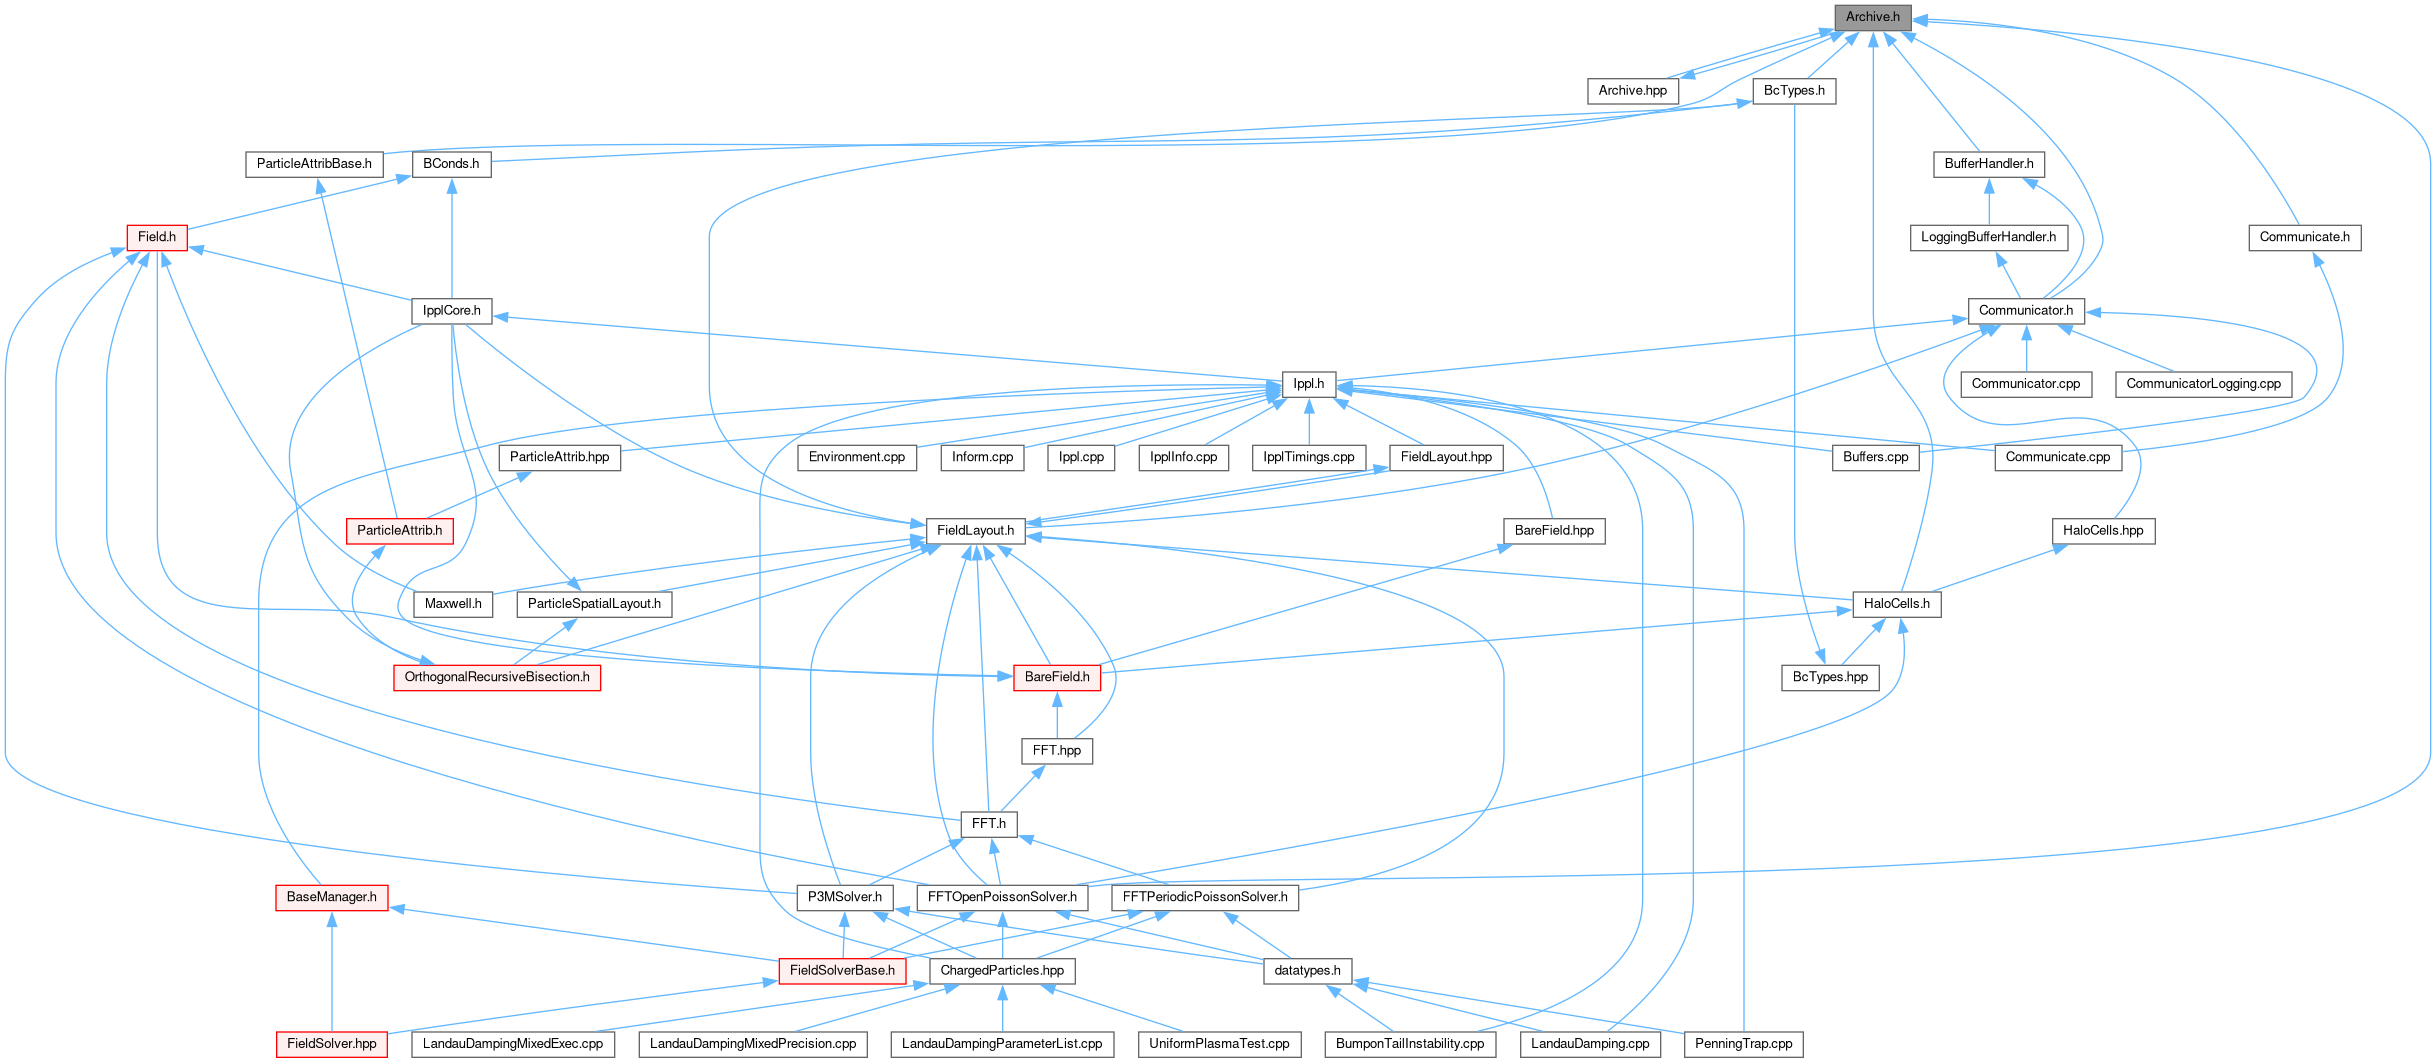 Archive.h
Archive.hpp
BcTypes.h
ParticleAttribBase.h
BConds.h
BufferHandler.h
Field.h
LoggingBufferHandler.h
Communicate.h
IpplCore.h
Communicator.h
Ippl.h
Communicator.cpp
CommunicatorLogging.cpp
ParticleAttrib.hpp
Environment.cpp
Inform.cpp
Ippl.cpp
IpplInfo.cpp
IpplTimings.cpp
FieldLayout.hpp
Buffers.cpp
Communicate.cpp
ParticleAttrib.h
FieldLayout.h
BareField.hpp
HaloCells.hpp
Maxwell.h
ParticleSpatialLayout.h
HaloCells.h
OrthogonalRecursiveBisection.h
BareField.h
BcTypes.hpp
FFT.hpp
FFT.h
BaseManager.h
P3MSolver.h
FFTOpenPoissonSolver.h
FFTPeriodicPoissonSolver.h
FieldSolverBase.h
ChargedParticles.hpp
datatypes.h
FieldSolver.hpp
LandauDampingMixedExec.cpp
LandauDampingMixedPrecision.cpp
LandauDampingParameterList.cpp
UniformPlasmaTest.cpp
BumponTailInstability.cpp
LandauDamping.cpp
PenningTrap.cpp